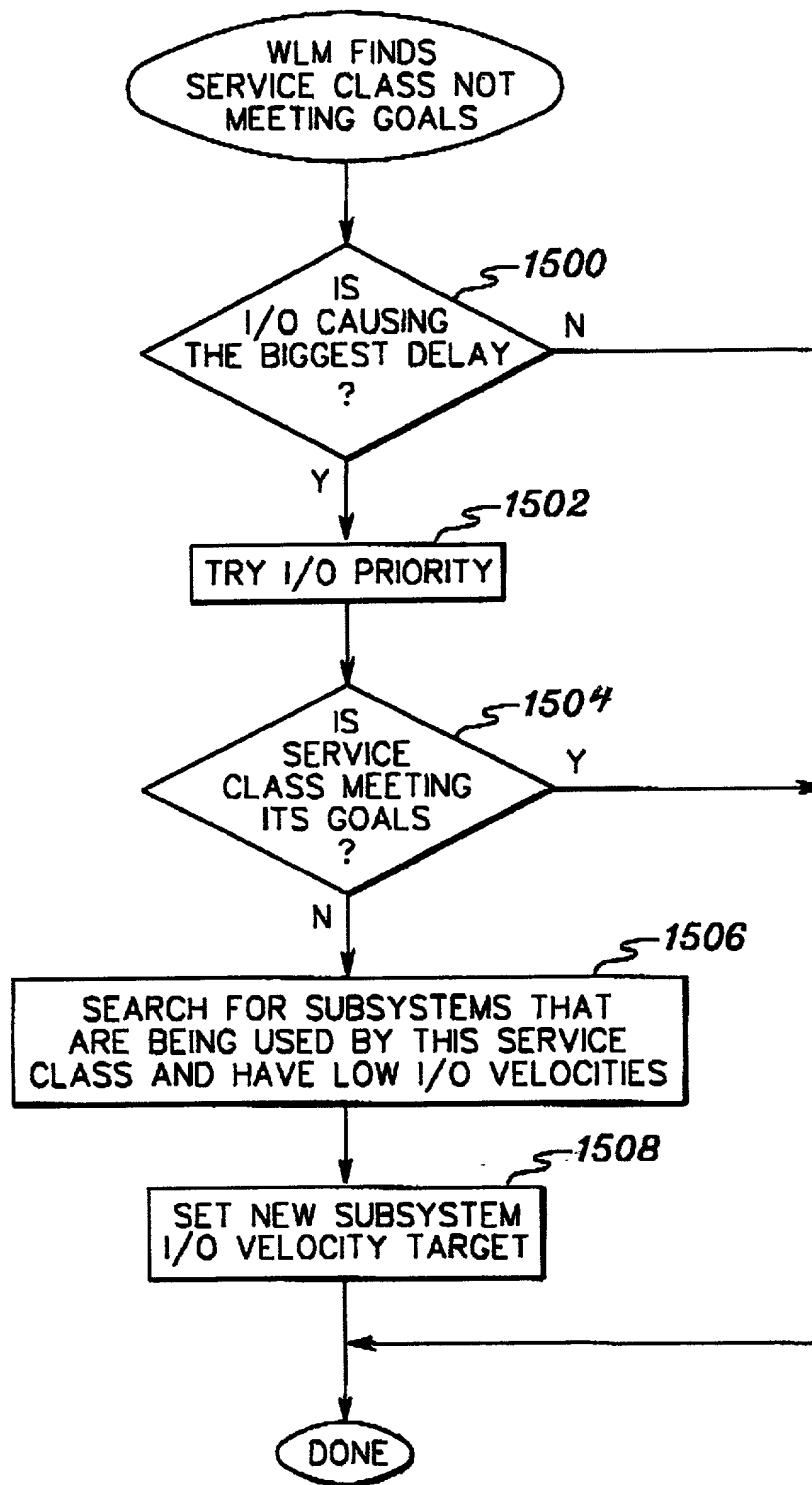 WLM FINDS
SERVICE CLASS NOT
MEETING GOALS
1500
IS
I/O CAUSING
THE BIGGEST DELAY
?
N
Y
1502
TRY I/O PRIORITY
1504
IS
SERVICE
CLASS MEETING
ITS GOALS
?
Y
N
1506
SEARCH FOR SUBSYSTEMS THAT
ARE BEING USED BY THIS SERVICE
CLASS AND HAVE LOW I/O VELOCITIES
1508
SET NEW SUBSYSTEM
I/O VELOCITY TARGET
DONE